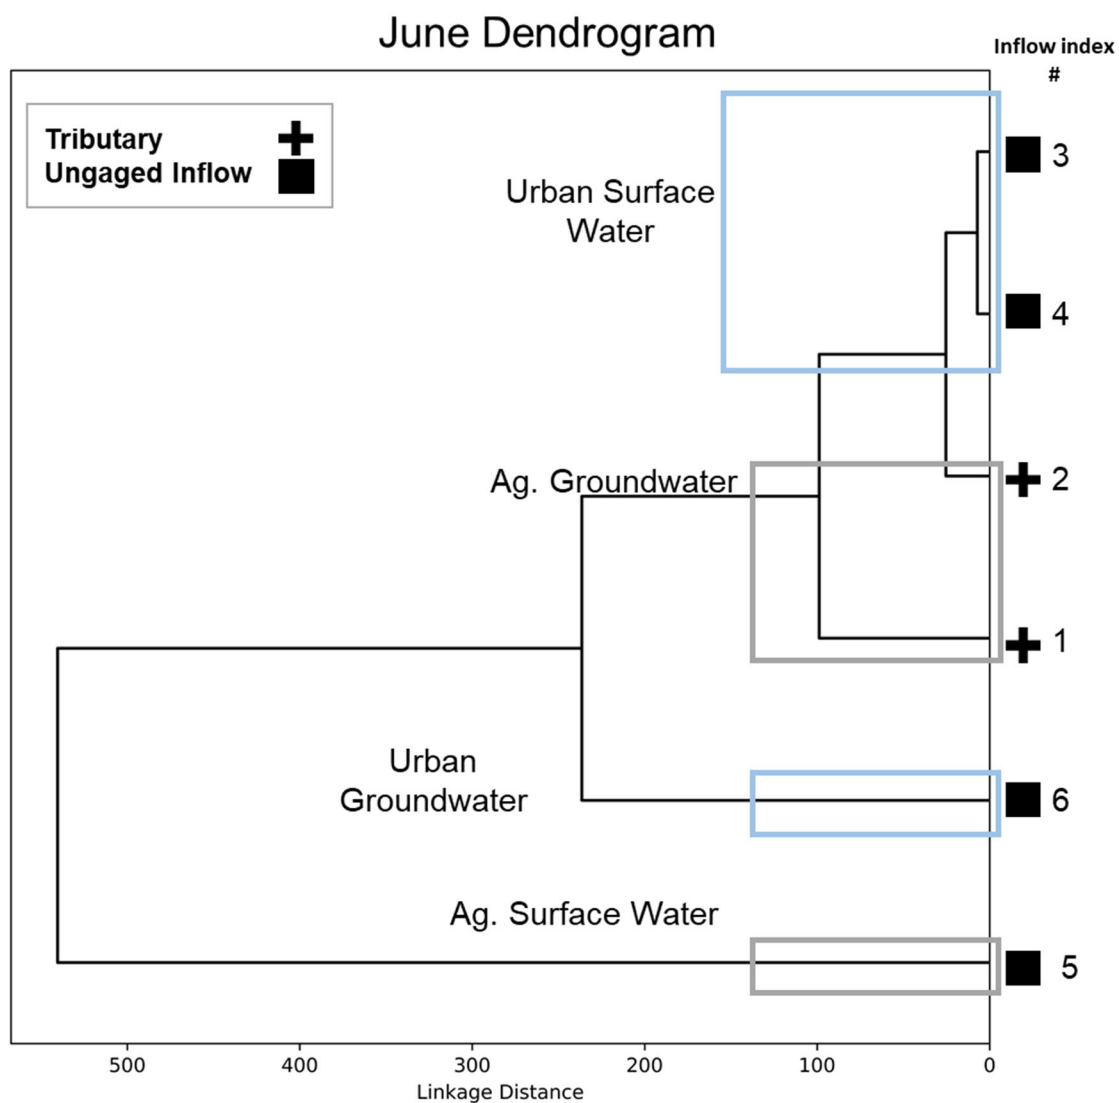 June Dendrogram
Inflow index
#
Tributary
Ungaged Inflow
Urban Surface
Water
3
4
Ag. Groundwater
2
1
Urban
Groundwater
6
Ag. Surface Water
5
500 400 300 200 100 0
Linkage Distance